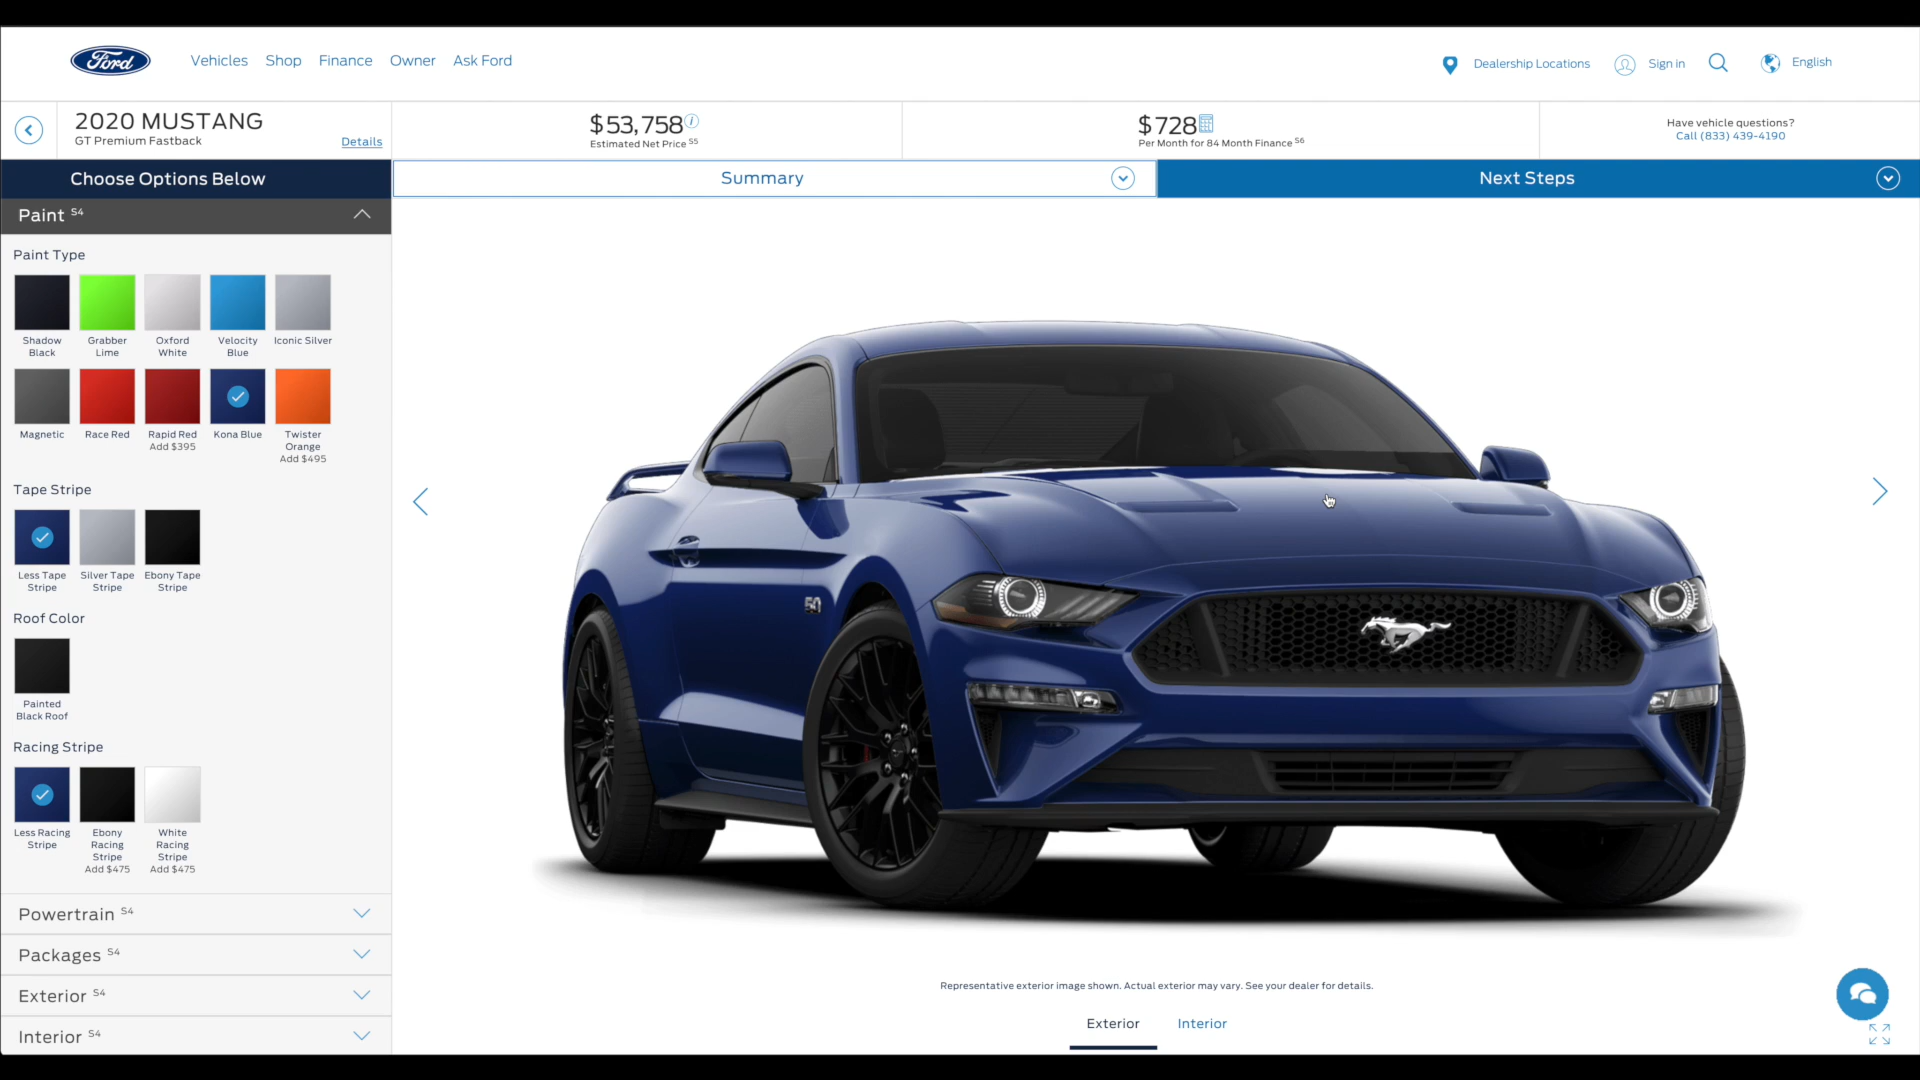 Ford
Vehicles Shop Finance Owner Ask Ford
Dealership Locations Sign in English
2020 MUSTANG
GT Premium Fastback
Details
$53,758
Estimated Net Price S5
$728
Per Month for 84 Month Finance S6
Have vehicle questions?
Call (833) 439-4190
Choose Options Below
Summary
Next Steps
Paint S4
Paint Type
Shadow Black
Grabber Lime
Oxford White
Velocity Blue
Iconic Silver
Magnetic
Race Red
Rapid Red
Add $395
Kona Blue
Twister Orange
Add $495
Tape Stripe
Less Tape Stripe
Silver Tape Stripe
Ebony Tape Stripe
Roof Color
Painted Black Roof
Racing Stripe
Less Racing Stripe
Ebony Racing Stripe
Add $475
White Racing Stripe
Add $475
Powertrain S4
Packages S4
Exterior S4
Interior S4
5.0
Representative exterior image shown. Actual exterior may vary. See your dealer for details.
Exterior Interior